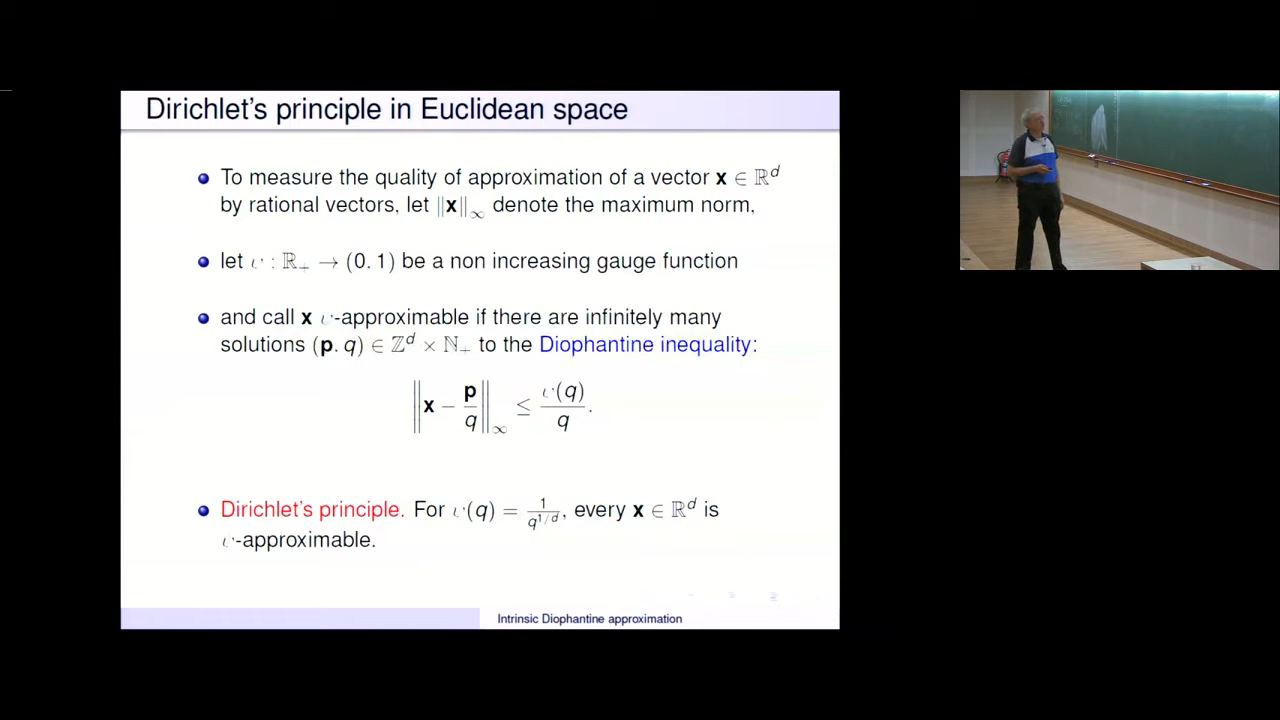 Dirichlet's principle in Euclidean space
To measure the quality of approximation of a vector x ∈ ℝ^d
by rational vectors, let ‖x‖_∞ denote the maximum norm,
let ψ : ℝ_+ → (0, 1) be a non increasing gauge function
and call x ψ-approximable if there are infinitely many
solutions (p, q) ∈ ℤ^d × ℕ_+ to the Diophantine inequality:
‖x − p/q‖_∞ ≤ ψ(q)/q.
Dirichlet's principle. For ψ(q) = 1/q^{1/d}, every x ∈ ℝ^d is
ψ-approximable.
Intrinsic Diophantine approximation